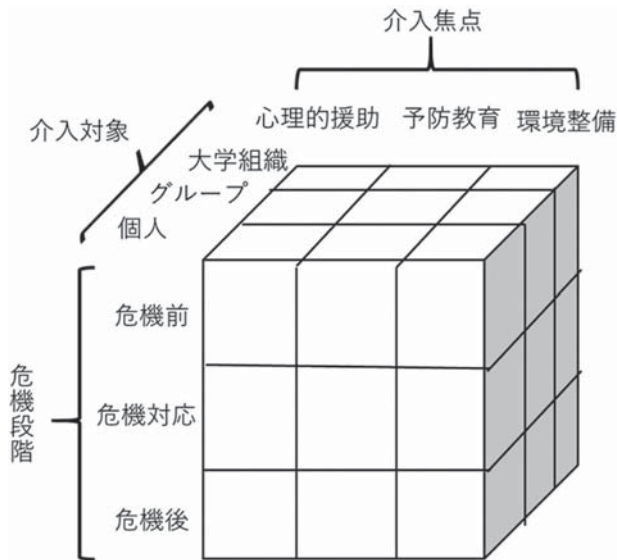 介入焦点
心理的援助 予防教育 環境整備
介入対象
大学組織
グループ
個人
危機段階
危機前
危機対応
危機後